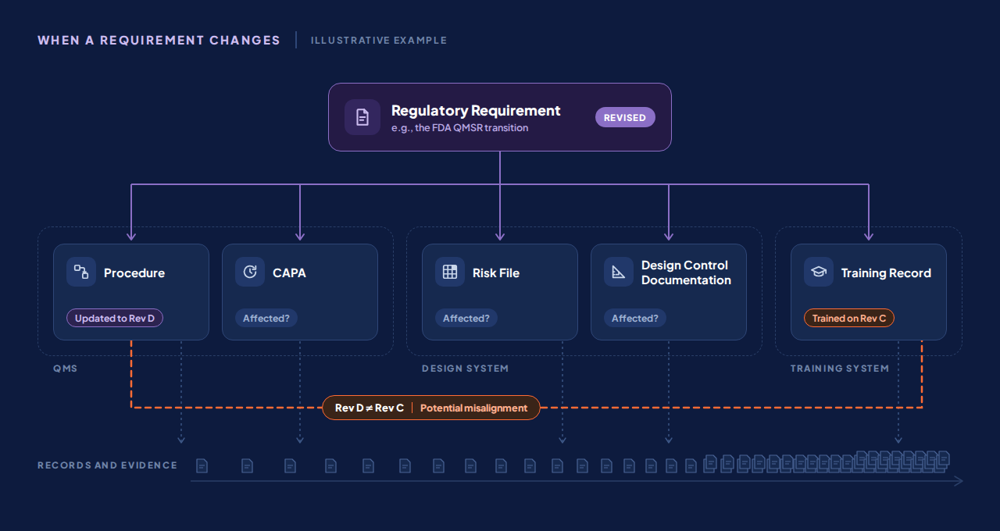 WHEN A REQUIREMENT CHANGES
ILLUSTRATIVE EXAMPLE
Regulatory Requirement
e.g., the FDA QMSR transition
REVISED
Procedure
Updated to Rev D
CAPA
Affected?
Risk File
Affected?
Design Control
Documentation
Affected?
Training Record
Trained on Rev C
QMS
DESIGN SYSTEM
TRAINING SYSTEM
Rev D ≠ Rev C
Potential misalignment
RECORDS AND EVIDENCE